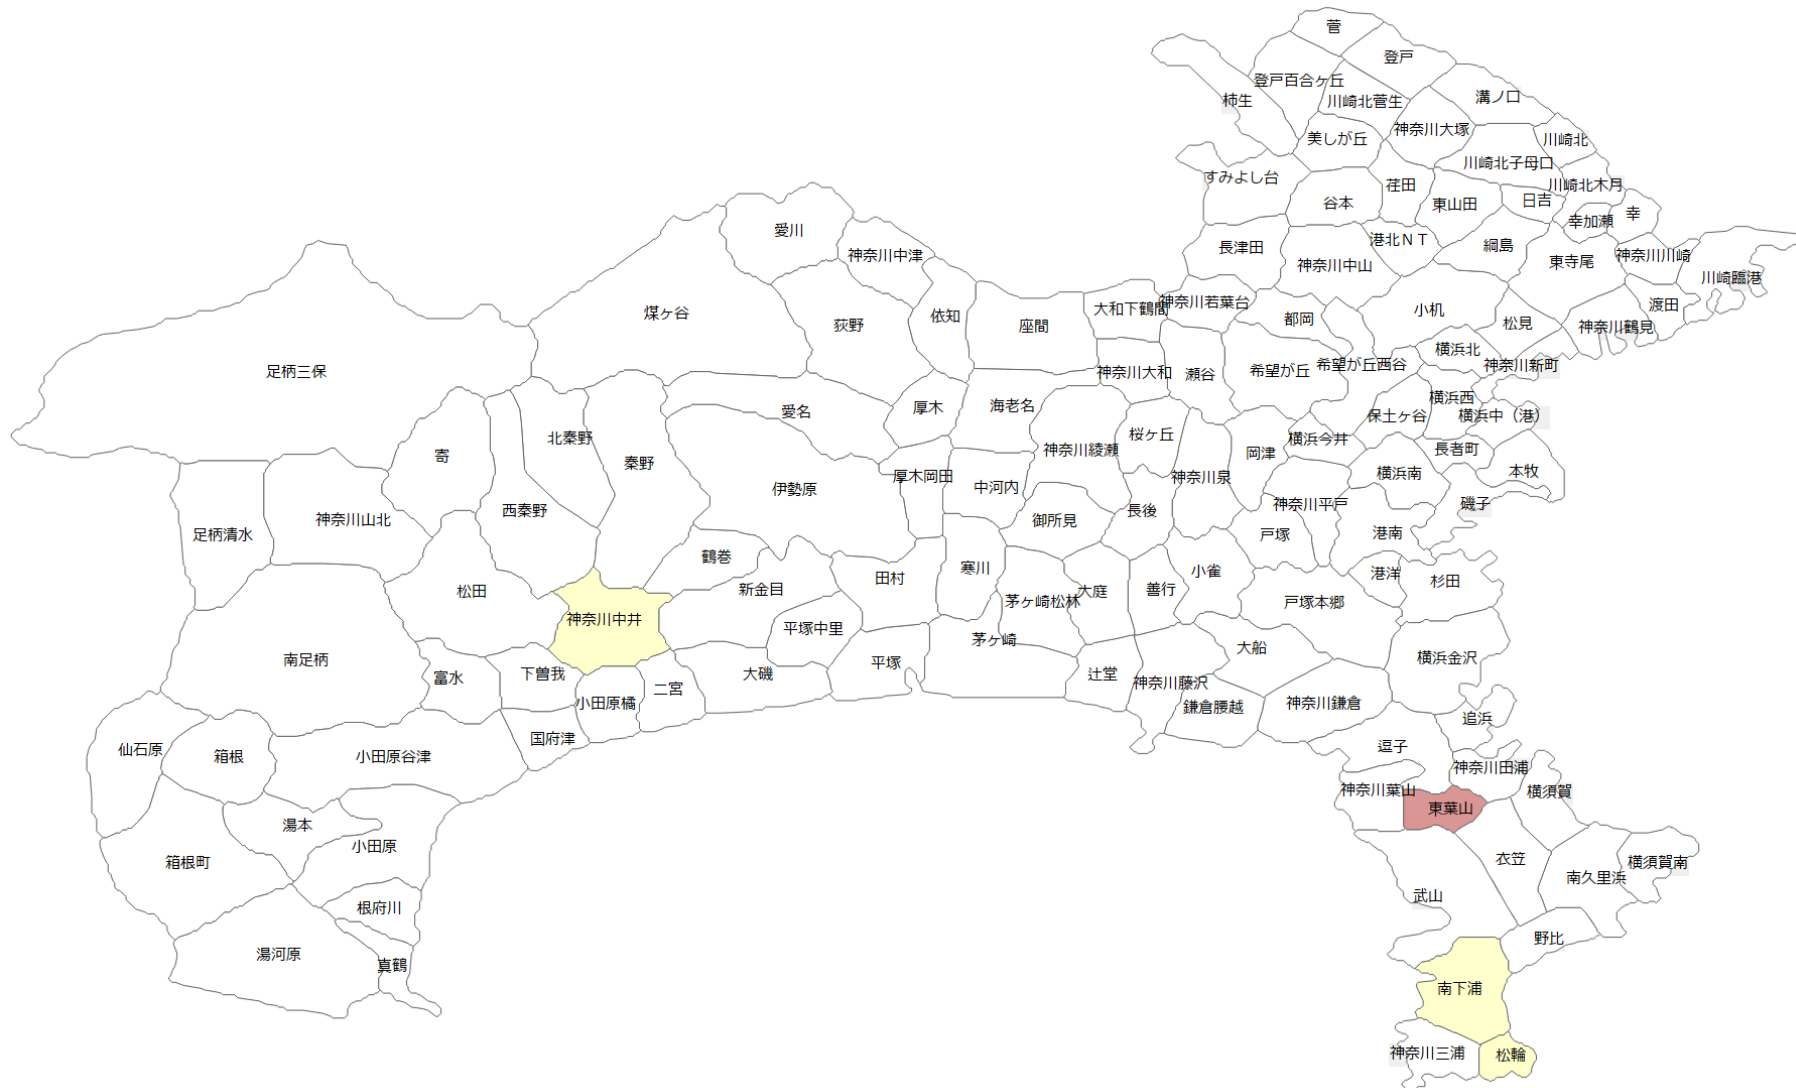 菅
登戸
登戸百合ヶ丘
柿生
川崎北菅生
溝ノ口
美しが丘
神奈川大塚
川崎北
川崎北子母口
すみよし台
谷本
荏田
東山田
日吉
川崎北木月
幸加瀬
幸
愛川
神奈川中津
長津田
神奈川中山
港北ＮＴ
綱島
東寺尾
神奈川川崎
川崎臨港
煤ヶ谷
荻野
依知
座間
大和下鶴間
神奈川若葉台
都岡
小机
松見
神奈川鶴見
渡田
足柄三保
神奈川大和
瀬谷
希望が丘
希望が丘西谷
横浜北
神奈川新町
愛名
厚木
海老名
保土ヶ谷
横浜西
横浜中（港）
寄
北秦野
秦野
神奈川綾瀬
桜ヶ丘
岡津
横浜今井
長者町
伊勢原
厚木岡田
中河内
神奈川泉
横浜南
本牧
足柄清水
神奈川山北
西秦野
御所見
長後
神奈川平戸
戸塚
港南
磯子
鶴巻
新金目
田村
寒川
小雀
港洋
杉田
松田
神奈川中井
平塚中里
茅ヶ崎松林
大庭
善行
戸塚本郷
南足柄
富水
下曽我
小田原橘
二宮
大磯
平塚
茅ヶ崎
辻堂
神奈川藤沢
大船
横浜金沢
鎌倉腰越
神奈川鎌倉
追浜
仙石原
箱根
小田原谷津
国府津
逗子
神奈川田浦
神奈川葉山
東葉山
横須賀
湯本
小田原
箱根町
衣笠
南久里浜
横須賀南
根府川
武山
湯河原
真鶴
野比
南下浦
神奈川三浦
松輪